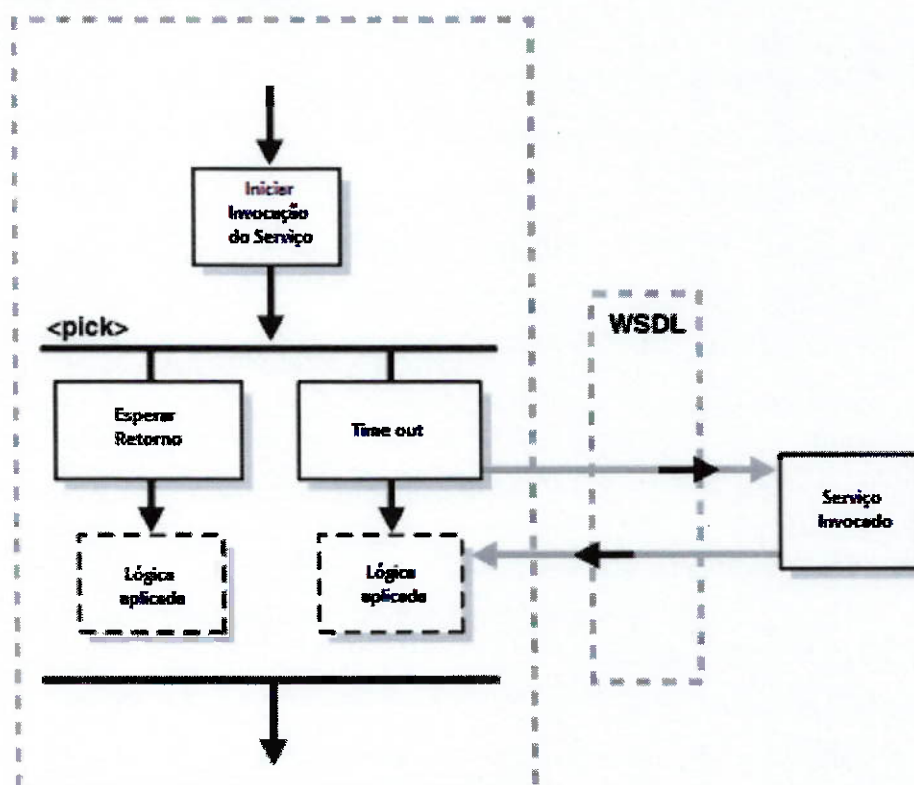 Iniciar
Invocação
do Serviço
<pick>
WSDL
Esperar
Retorno
Time out
Serviço
Invocado
Lógica
aplicada
Lógica
aplicada